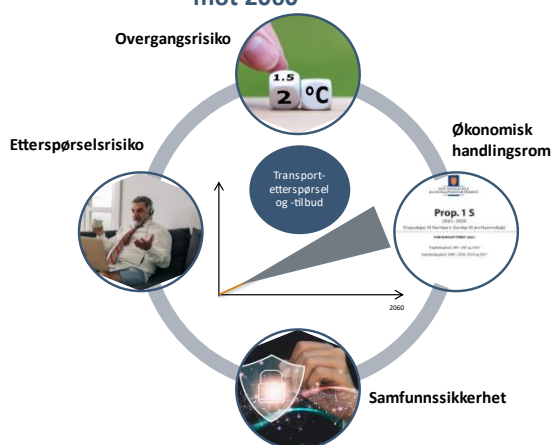 mot 2060
Overgangsrisiko
1.5
2 °C
Etterspørselsrisiko
Økonomisk
handlingsrom
Transport-
etterspørsel
og -tilbud
Prop. 1 S
2060
Samfunnssikkerhet